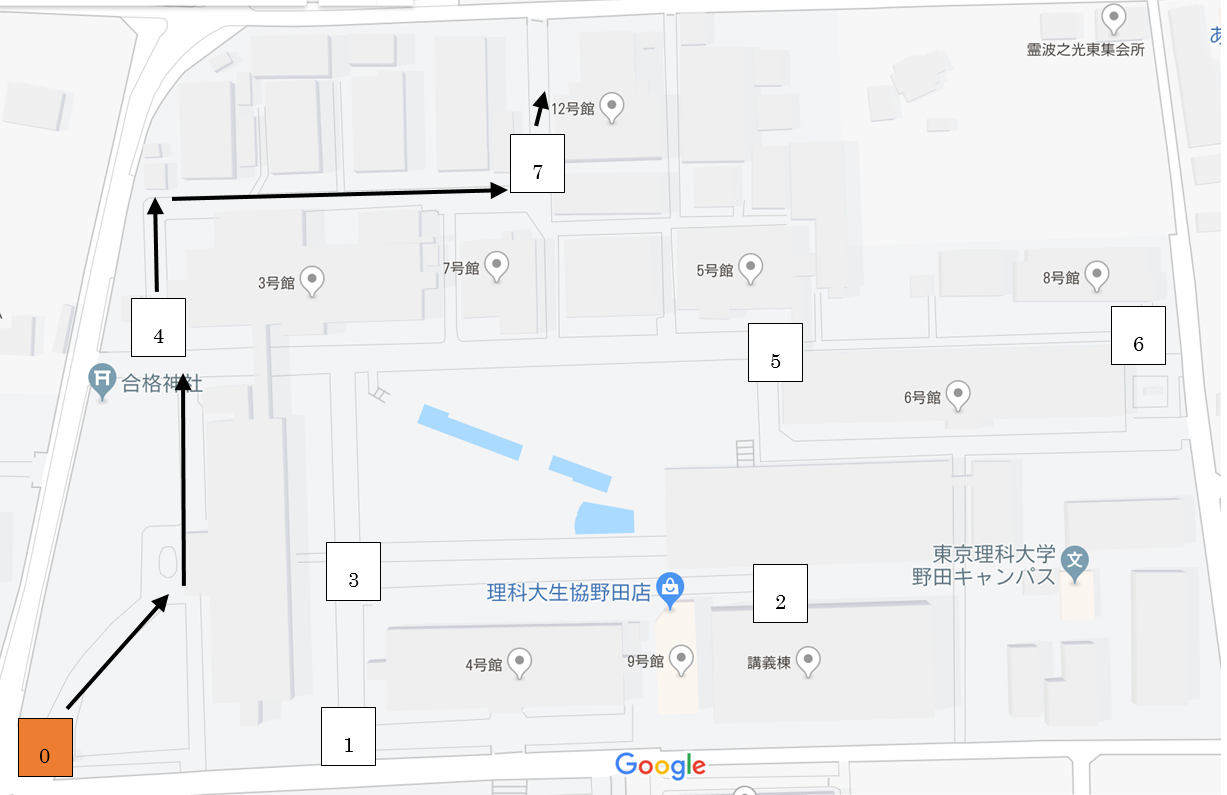 霊波之光東集会所
あ
12号館
7
3号館
7号館
5号館
8号館
4
5
6
合格神社
6号館
3
理科大生協野田店
2
東京理科大学
野田キャンパス
4号館
9号館
講義棟
0
1
Google